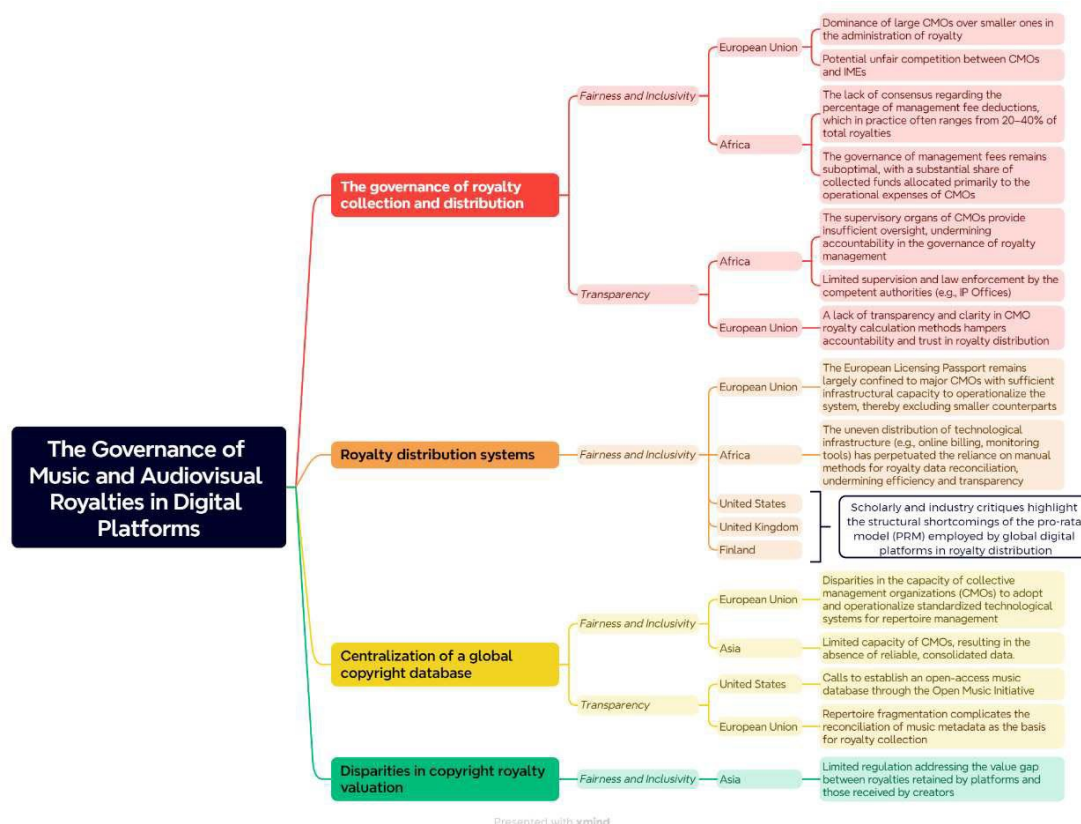 The Governance of
Music and Audiovisual
Royalties in Digital
Platforms
The governance of royalty
collection and distribution
Fairness and Inclusivity
European Union
Dominance of large CMOs over smaller ones in
the administration of royalty
Potential unfair competition between CMOs
and IMEs
Africa
The lack of consensus regarding the
percentage of management fee deductions,
which in practice often ranges from 20–40% of
total royalties
The governance of management fees remains
suboptimal, with a substantial share of
collected funds allocated primarily to the
operational expenses of CMOs
Transparency
Africa
The supervisory organs of CMOs provide
insufficient oversight, undermining
accountability in the governance of royalty
management
Limited supervision and law enforcement by the
competent authorities (e.g., IP Offices)
European Union
A lack of transparency and clarity in CMO
royalty calculation methods hampers
accountability and trust in royalty distribution
Royalty distribution systems
Fairness and Inclusivity
European Union
The European Licensing Passport remains
largely confined to major CMOs with sufficient
infrastructural capacity to operationalize the
system, thereby excluding smaller counterparts
Africa
The uneven distribution of technological
infrastructure (e.g., online billing, monitoring
tools) has perpetuated the reliance on manual
methods for royalty data reconciliation,
undermining efficiency and transparency
United States
United Kingdom
Finland
Scholarly and industry critiques highlight
the structural shortcomings of the pro-rata
model (PRM) employed by global digital
platforms in royalty distribution
Centralization of a global
copyright database
Fairness and Inclusivity
European Union
Disparities in the capacity of collective
management organizations (CMOs) to adopt
and operationalize standardized technological
systems for repertoire management
Asia
Limited capacity of CMOs, resulting in the
absence of reliable, consolidated data.
Transparency
United States
Calls to establish an open-access music
database through the Open Music Initiative
European Union
Repertoire fragmentation complicates the
reconciliation of music metadata as the basis
for royalty collection
Disparities in copyright royalty
valuation
Fairness and Inclusivity
Asia
Limited regulation addressing the value gap
between royalties retained by platforms and
those received by creators
Presented with xmind